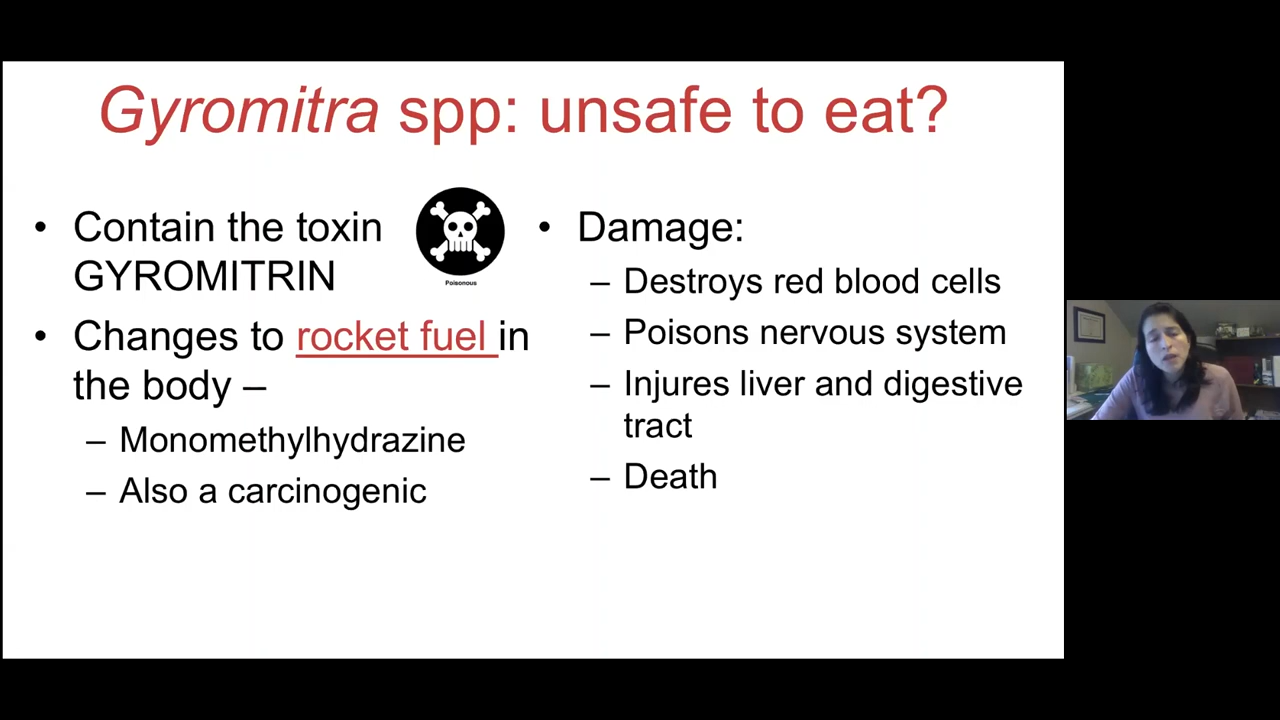 Gyromitra spp: unsafe to eat?
• Contain the toxin
GYROMITRIN
Poisonous
• Changes to rocket fuel in
the body –
– Monomethylhydrazine
– Also a carcinogenic
• Damage:
– Destroys red blood cells
– Poisons nervous system
– Injures liver and digestive
tract
– Death